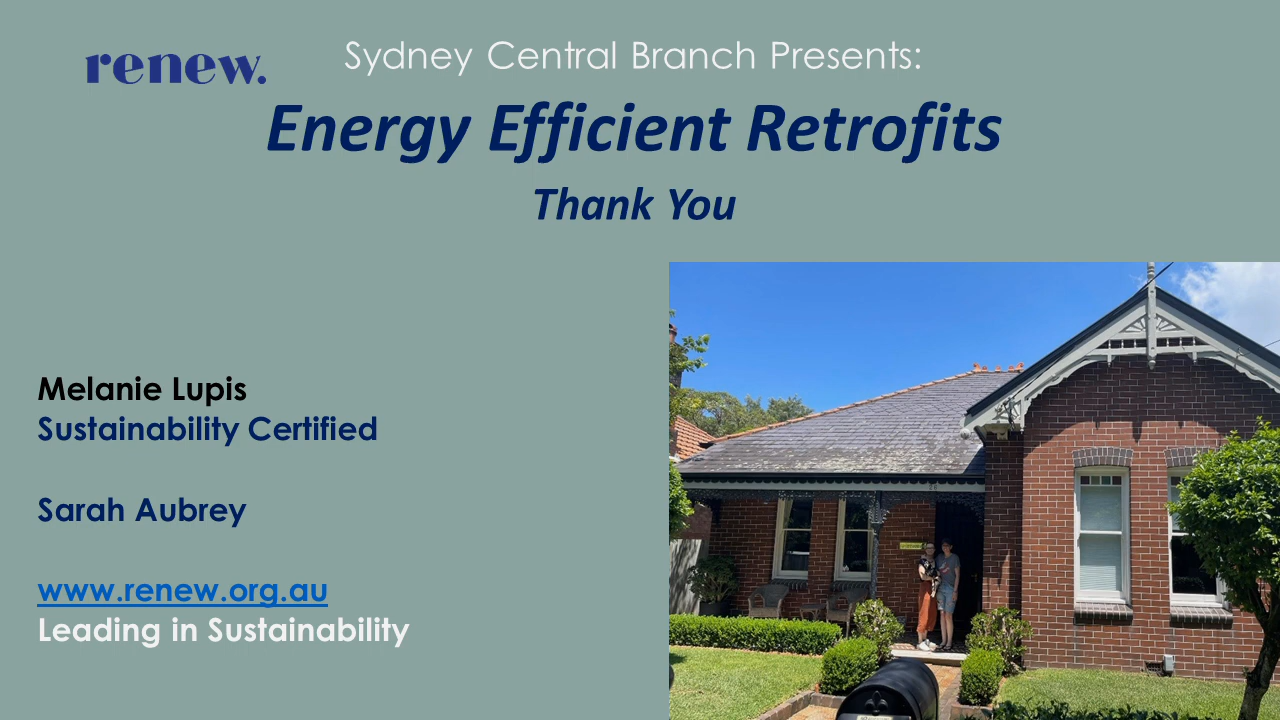 renew.
Sydney Central Branch Presents:
Energy Efficient Retrofits
Thank You
Melanie Lupis
Sustainability Certified
Sarah Aubrey
www.renew.org.au
Leading in Sustainability